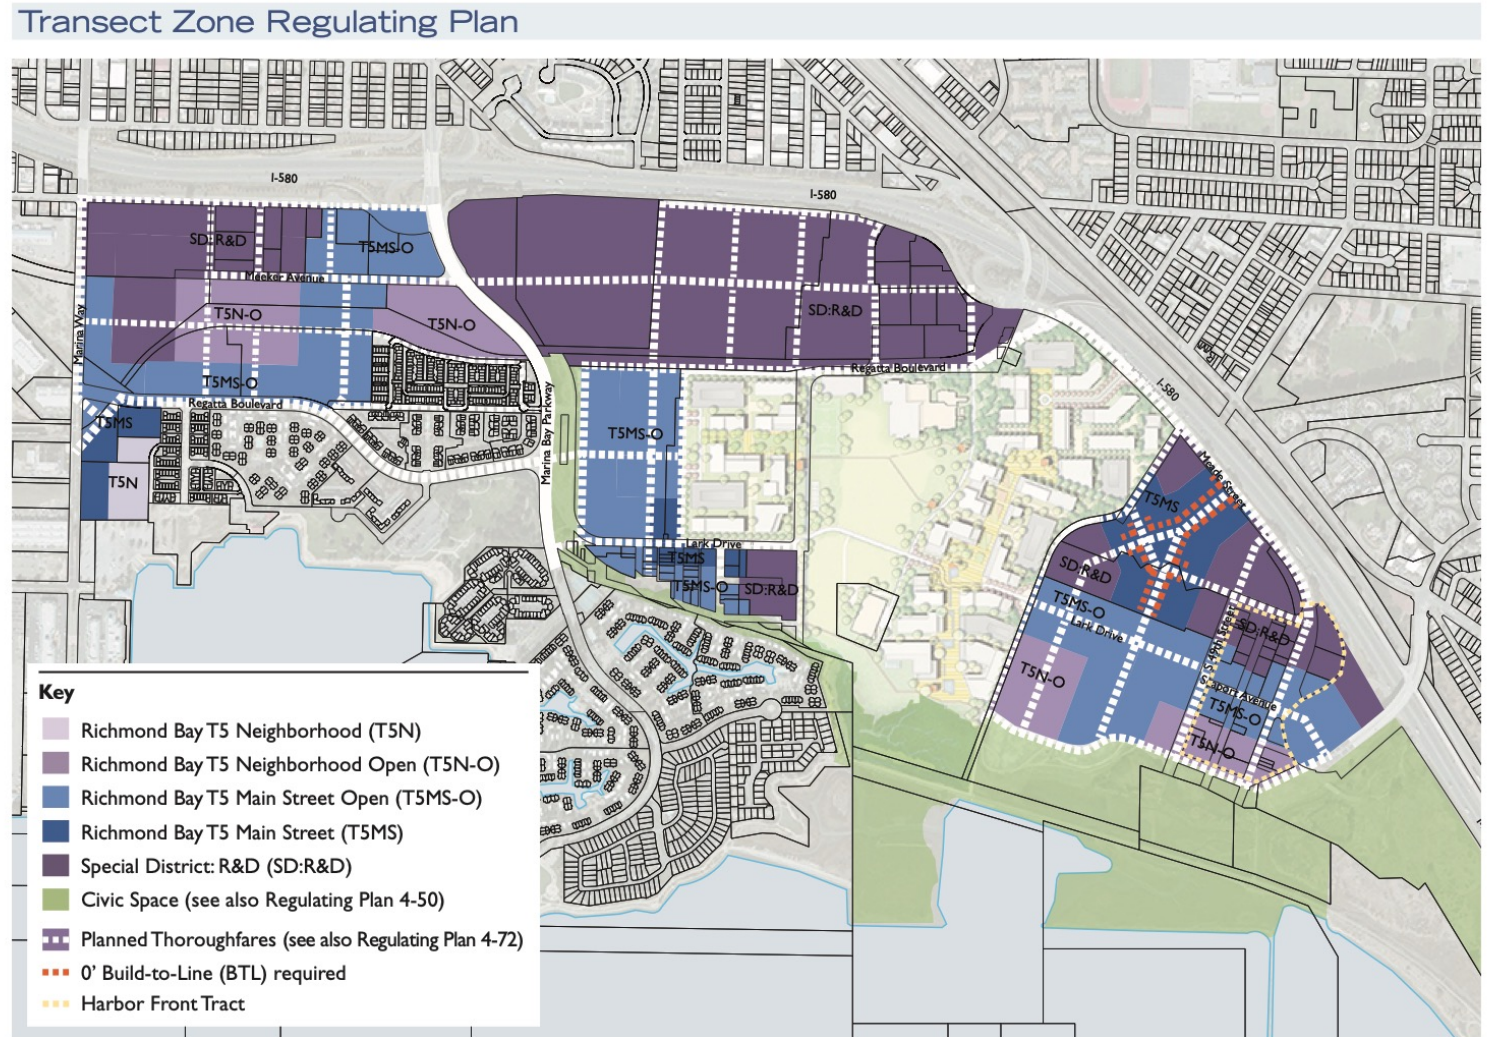 Transect Zone Regulating Plan
I-580
I-580
SD:R&D
T5MS-O
Meeker Avenue
Marina Way
T5N-O
T5N-O
SD:R&D
Regatta Boulevard
T5MS-O
Regatta Boulevard
I-580
T5MS
Marina Bay Parkway
T5MS-O
T5N
Meade Street
T5MS
Lark Drive
T5MS
T5MS-O
SD:R&D
SD:R&D
T5MS-O
Lark Drive
SD:R&D
T5N-O
Seaport Avenue
T5MS-O
T5N-O
Key
Richmond Bay T5 Neighborhood (T5N)
Richmond Bay T5 Neighborhood Open (T5N-O)
Richmond Bay T5 Main Street Open (T5MS-O)
Richmond Bay T5 Main Street (T5MS)
Special District: R&D (SD:R&D)
Civic Space (see also Regulating Plan 4-50)
Planned Thoroughfares (see also Regulating Plan 4-72)
0' Build-to-Line (BTL) required
Harbor Front Tract